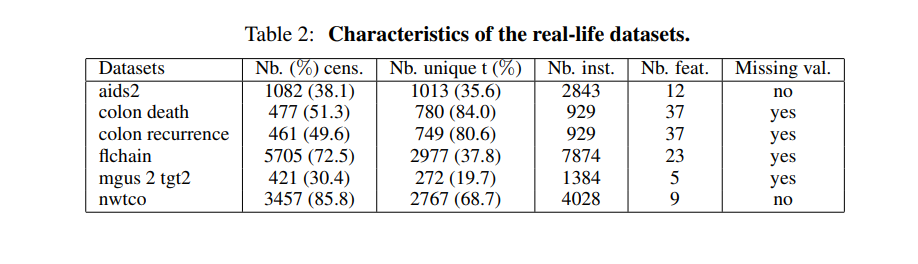 Table 2: Characteristics of the real-life datasets.
Datasets Nb. (%) cens. Nb. unique t (%) Nb. inst. Nb. feat. Missing val.
aids2 1082 (38.1) 1013 (35.6) 2843 12 no
colon death 477 (51.3) 780 (84.0) 929 37 yes
colon recurrence 461 (49.6) 749 (80.6) 929 37 yes
flchain 5705 (72.5) 2977 (37.8) 7874 23 yes
mgus 2 tgt2 421 (30.4) 272 (19.7) 1384 5 yes
nwtco 3457 (85.8) 2767 (68.7) 4028 9 no